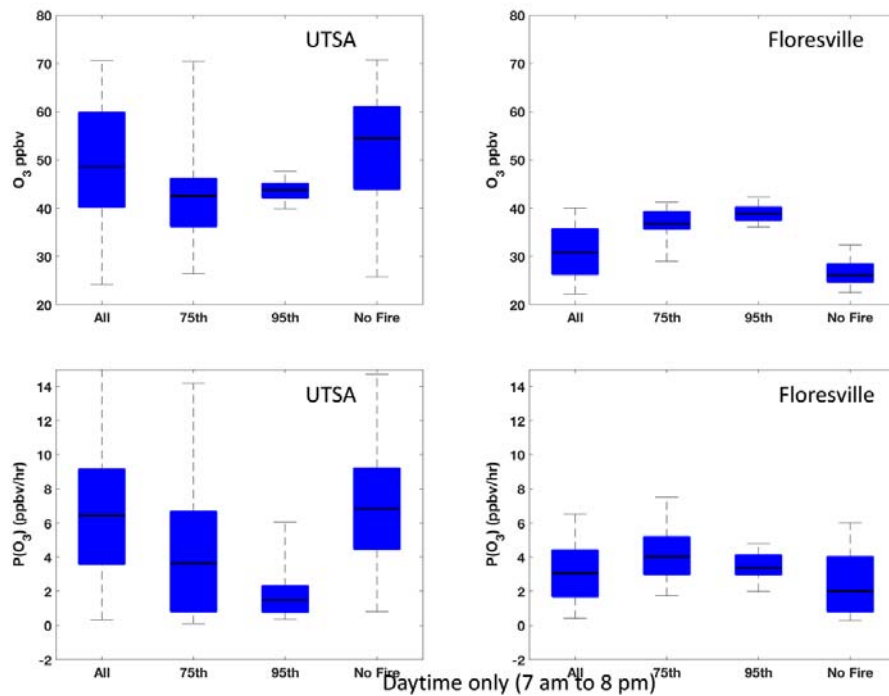 UTSA
O3 ppbv
80
70
60
50
40
30
20
All 75th 95th No Fire
Floresville
O3 ppbv
80
70
60
50
40
30
20
All 75th 95th No Fire
UTSA
P(O3) (ppbv/hr)
14
12
10
8
6
4
2
0
-2
All 75th 95th No Fire
Floresville
P(O3) (ppbv/hr)
14
12
10
8
6
4
2
0
-2
All 75th 95th No Fire
Daytime only (7 am to 8 pm)